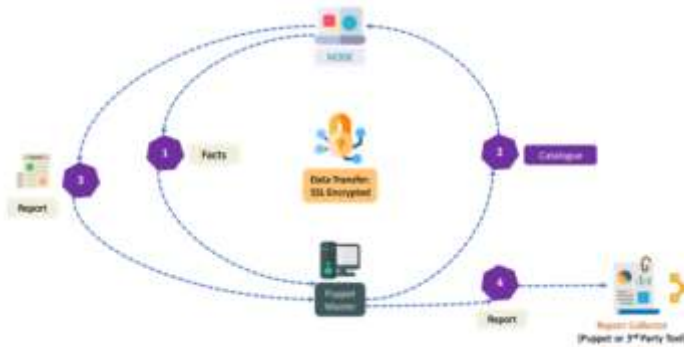 NODE
1
Facts
2
Catalogue
3
Report
Data Transfer:
SSL Encrypted
Puppet
Master
4
Report
Report Collector
(Puppet or 3rd Party Tool)